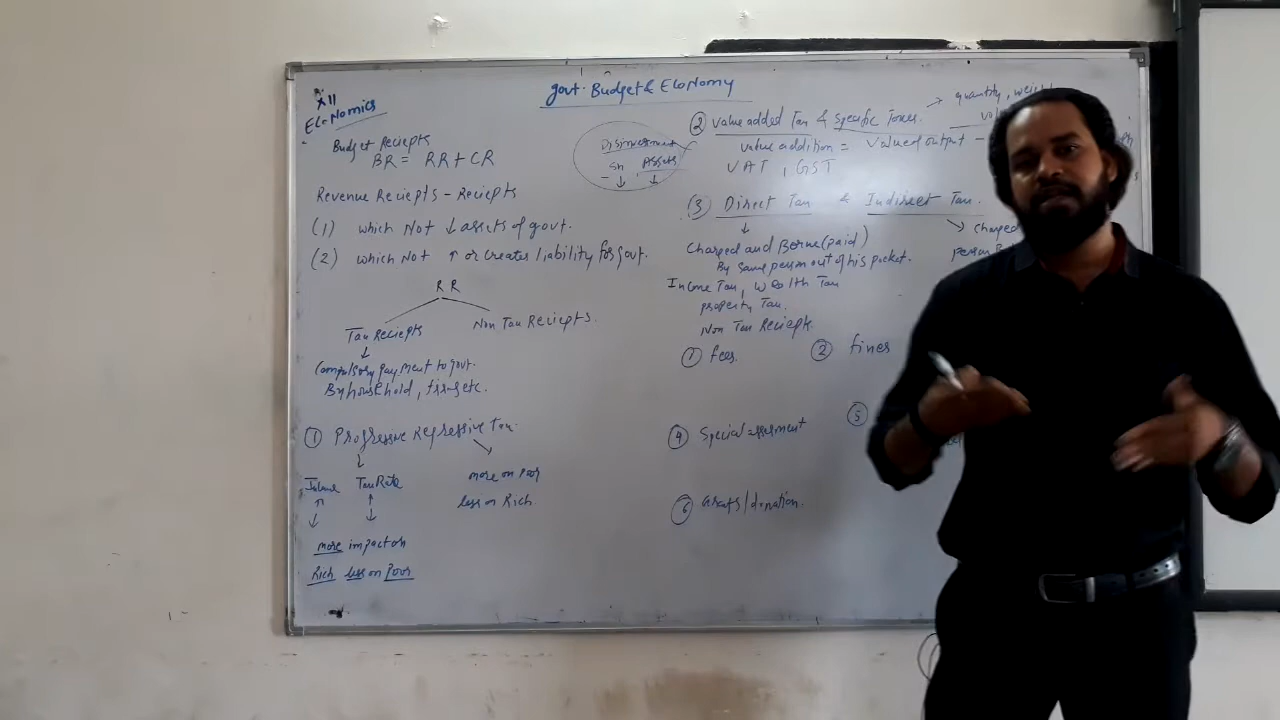 govt. Budget & Economy
XII
EcoNomics
Budget Reciepts
BR = RR + CR
Revenue Reciepts - Reciepts
(1) which Not ↓ assets of govt.
(2) which Not ↑ or creates liability for govt.
RR
Tax Reciepts
Non Tax Reciepts.
↓
Compulsory payment to govt.
By household, firms etc.
① Progressive Regressive Tax.
Income Tax Rate
more on Poor
less on Rich
more impact on
Rich less on Poor
Disinvestment
Sh Assets
② Value added Tax & Specific Taxes. → quantity, weight
value addition = Value of output -
VAT, GST
(3) Direct Tax & Indirect Tax.
Charged and Borne (paid)
By same person out of his pocket.
charged
person
Income Tax, Wealth Tax
property Tax.
Non Tax Reciepts.
① fees.
② fines
④ Special assesment
⑤
⑥ Grants/donation.